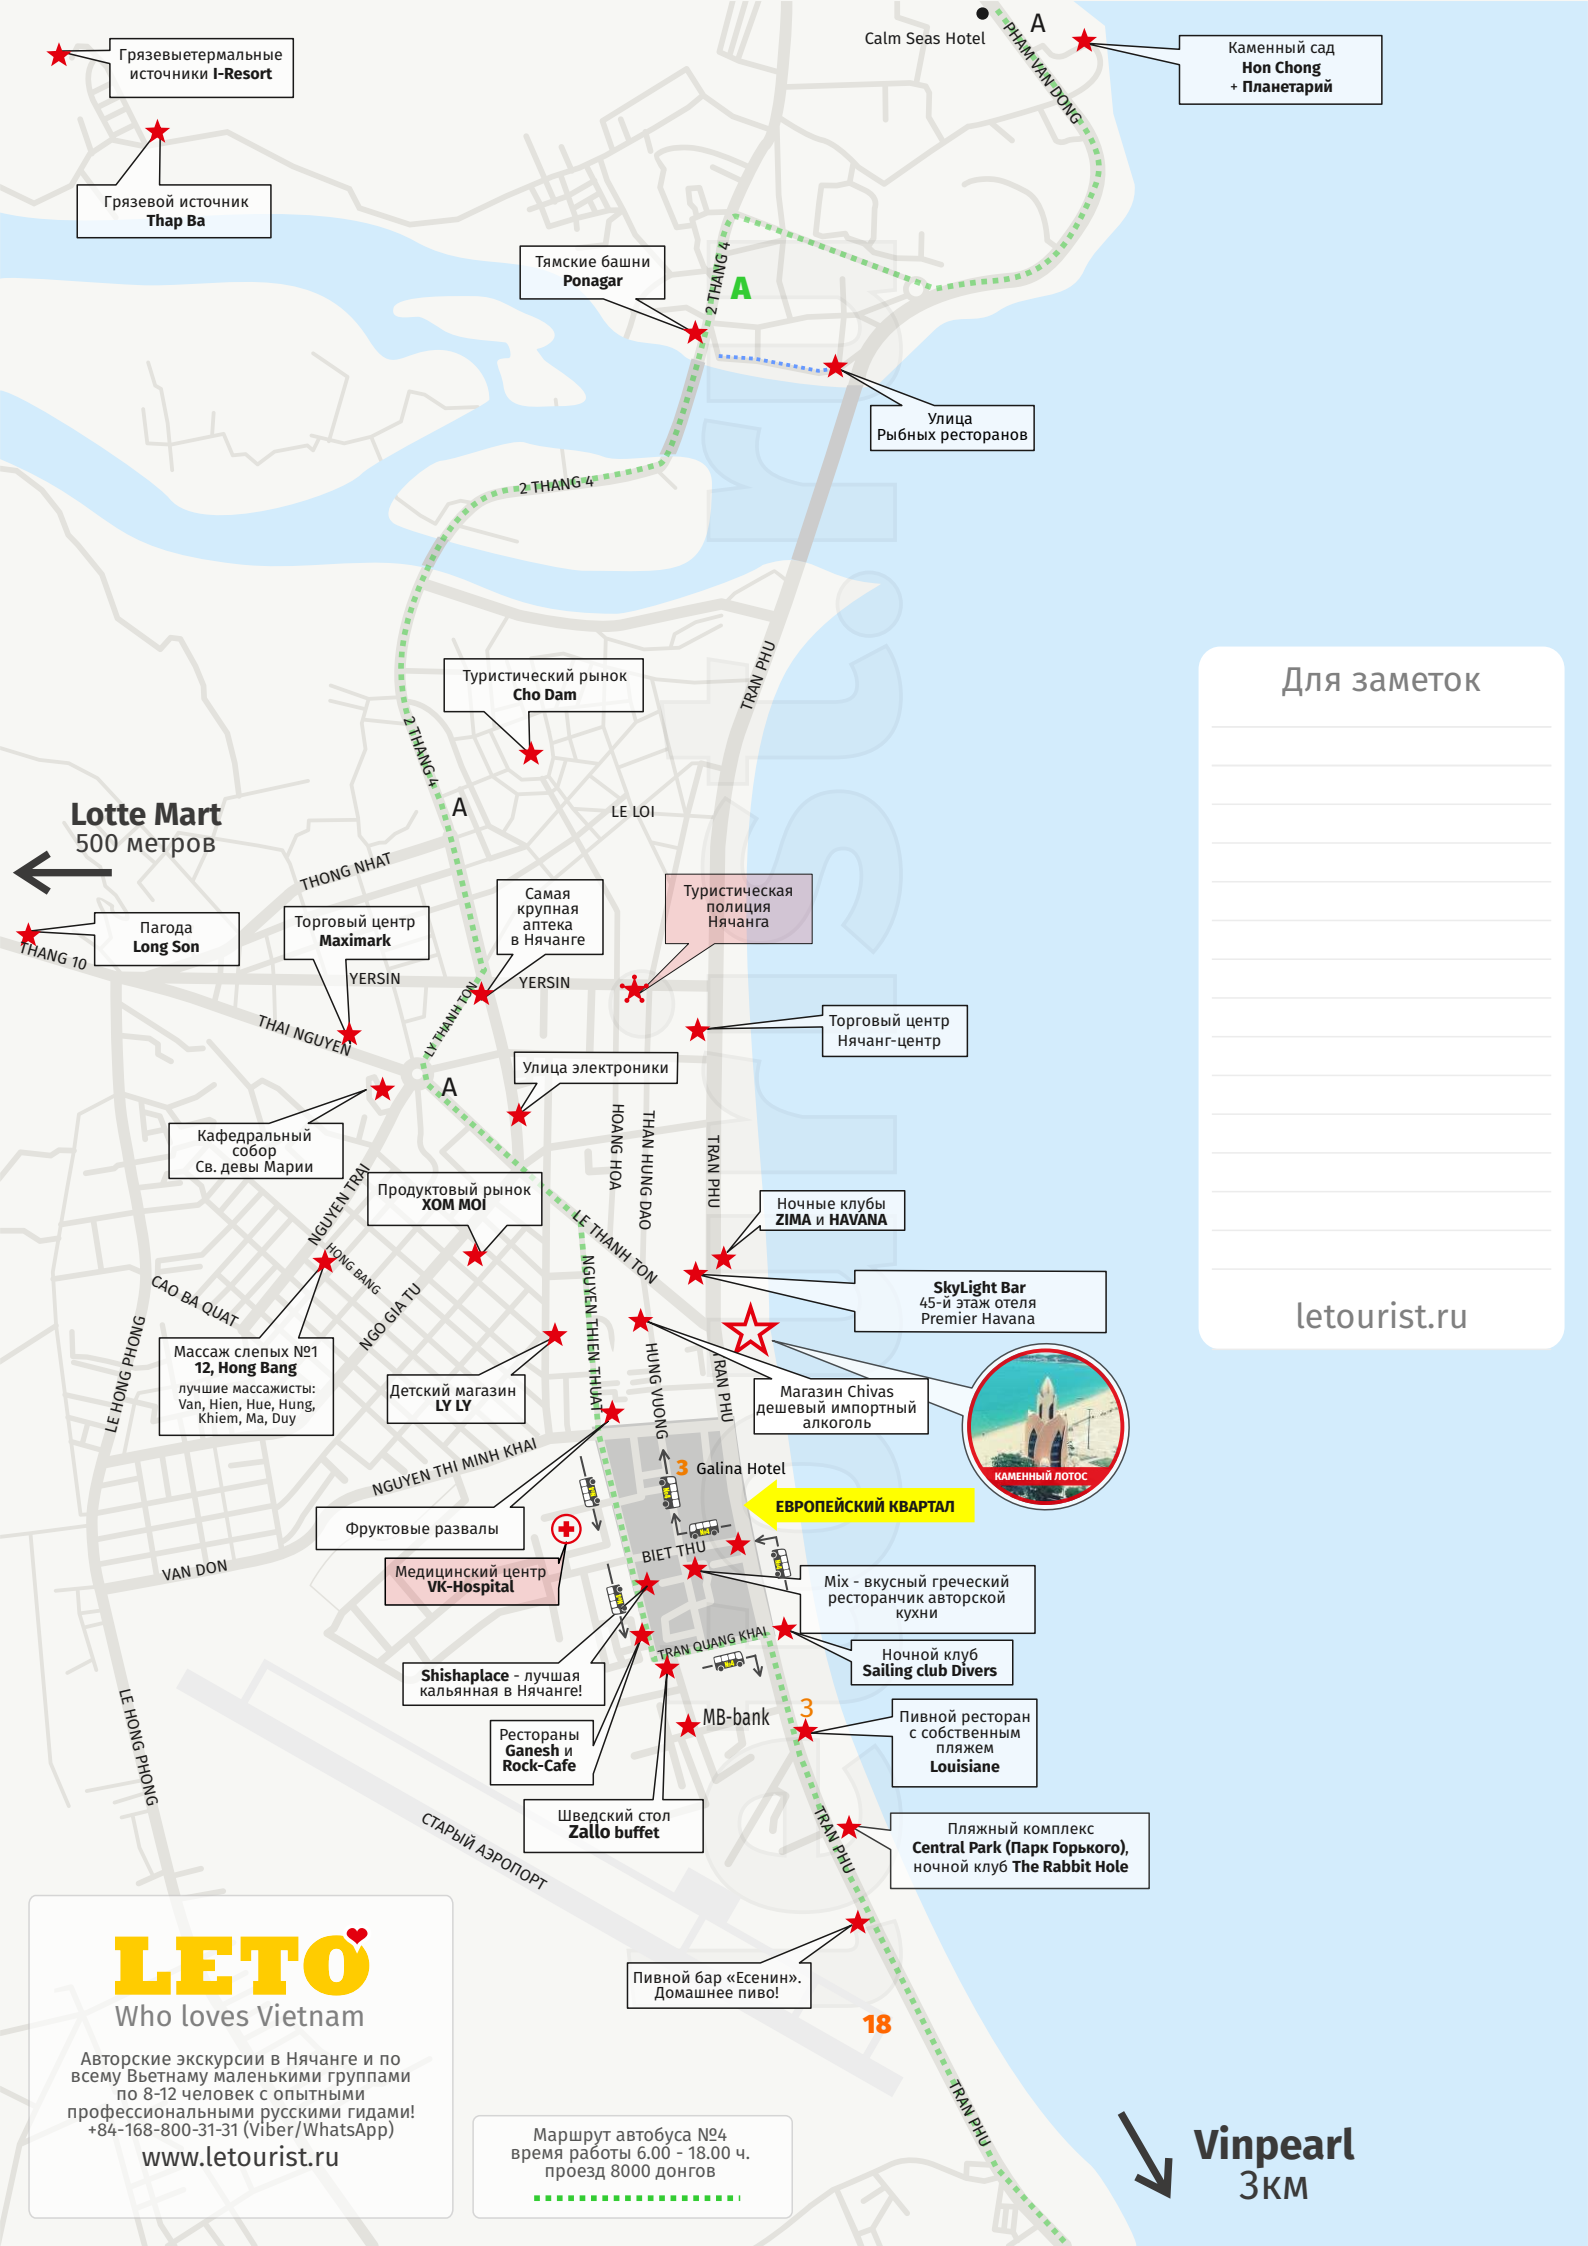 Calm Seas Hotel
A
PHAM VAN DONG
Грязевыетермальные
источники I-Resort
Каменный сад
Hon Chong
+ Планетарий
Грязевой источник
Thap Ba
Тямские башни
Ponagar
2 THANG 4
A
Улица
Рыбных ресторанов
2 THANG 4
TRAN PHU
Туристический рынок
Cho Dam
Для заметок
2 THANG 4
A
LE LOI
Lotte Mart
500 метров
THONG NHAT
Самая
крупная
аптека
в Нячанге
Туристическая
полиция
Нячанга
Пагода
Long Son
Торговый центр
Maximark
THANG 10
YERSIN
YERSIN
LY THANH TON
THAI NGUYEN
Торговый центр
Нячанг-центр
Улица электроники
A
HOANG HOA
THAN HUNG DAO
TRAN PHU
Кафедральный
собор
Св. девы Марии
NGUYEN TRAI
Продуктовый рынок
XOM MOI
Ночные клубы
ZIMA и HAVANA
LE THANH TON
HONG BANG
CAO BA QUAT
NGO GIA TU
NGUYEN THIEN THUAT
SkyLight Bar
45-й этаж отеля
Premier Havana
letourist.ru
LE HONG PHONG
Массаж слепых №1
12, Hong Bang
лучшие массажисты:
Van, Hien, Hue, Hung,
Khiem, Ma, Duy
Детский магазин
LY LY
HUNG VUONG
TRAN PHU
Магазин Chivas
дешевый импортный
алкоголь
КАМЕННЫЙ ЛОТОС
NGUYEN THI MINH KHAI
3 Galina Hotel
ЕВРОПЕЙСКИЙ КВАРТАЛ
Фруктовые развалы
BIET THU
VAN DON
Медицинский центр
VK-Hospital
Mix - вкусный греческий
ресторанчик авторской
кухни
TRAN QUANG KHAI
Ночной клуб
Sailing club Divers
Shishaplace - лучшая
кальянная в Нячанге!
LE HONG PHONG
MB-bank
3
Рестораны
Ganesh и
Rock-Cafe
Пивной ресторан
с собственным
пляжем
Louisiane
Шведский стол
Zallo buffet
СТАРЫЙ АЭРОПОРТ
TRAN PHU
Пляжный комплекс
Central Park (Парк Горького),
ночной клуб The Rabbit Hole
Пивной бар «Есенин».
Домашнее пиво!
18
TRAN PHU
LETO
Who loves Vietnam
Авторские экскурсии в Нячанге и по
всему Вьетнаму маленькими группами
по 8-12 человек с опытными
профессиональными русскими гидами!
+84-168-800-31-31 (Viber/WhatsApp)
www.letourist.ru
Маршрут автобуса №4
время работы 6.00 - 18.00 ч.
проезд 8000 донгов
Vinpearl
3км